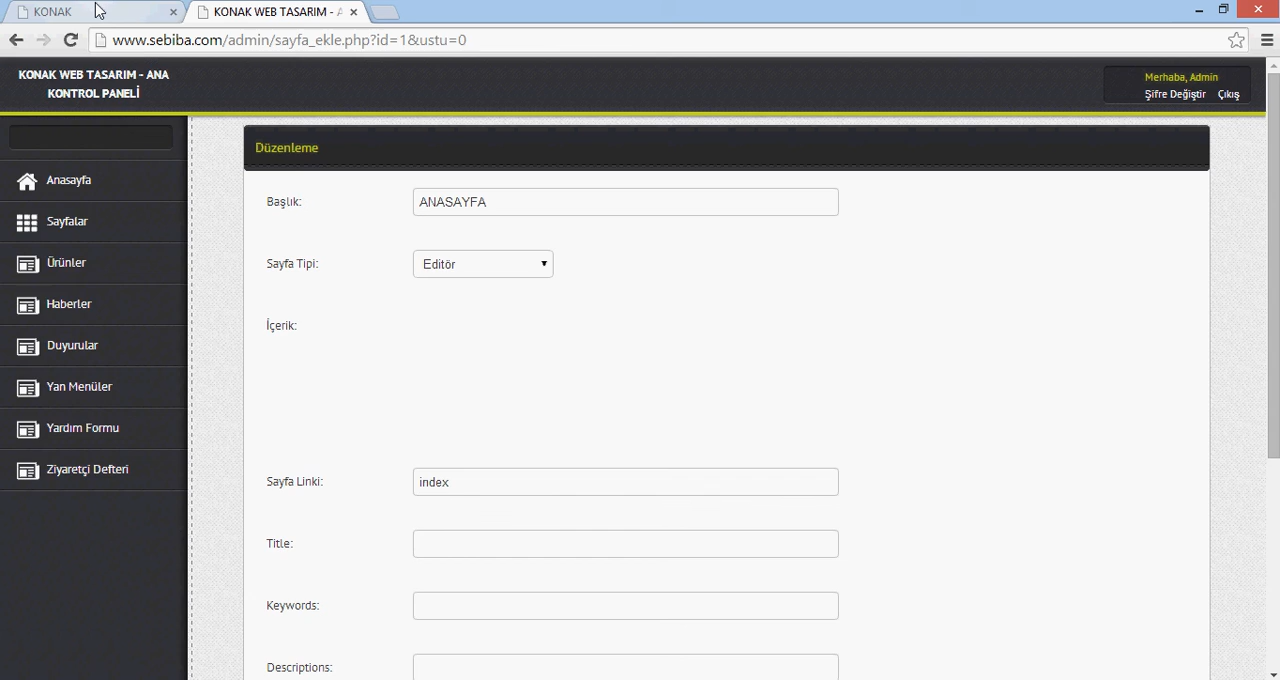 KONAK
KONAK WEB TASARIM - A
www.sebiba.com/admin/sayfa_ekle.php?id=1&ustu=0
KONAK WEB TASARIM - ANA
KONTROL PANELİ
Merhaba, Admin
Şifre Değiştir Çıkış
Anasayfa
Sayfalar
Ürünler
Haberler
Duyurular
Yan Menüler
Yardım Formu
Ziyaretçi Defteri
Düzenleme
Başlık: ANASAYFA
Sayfa Tipi: Editör
İçerik:
Sayfa Linki: index
Title:
Keywords:
Descriptions: